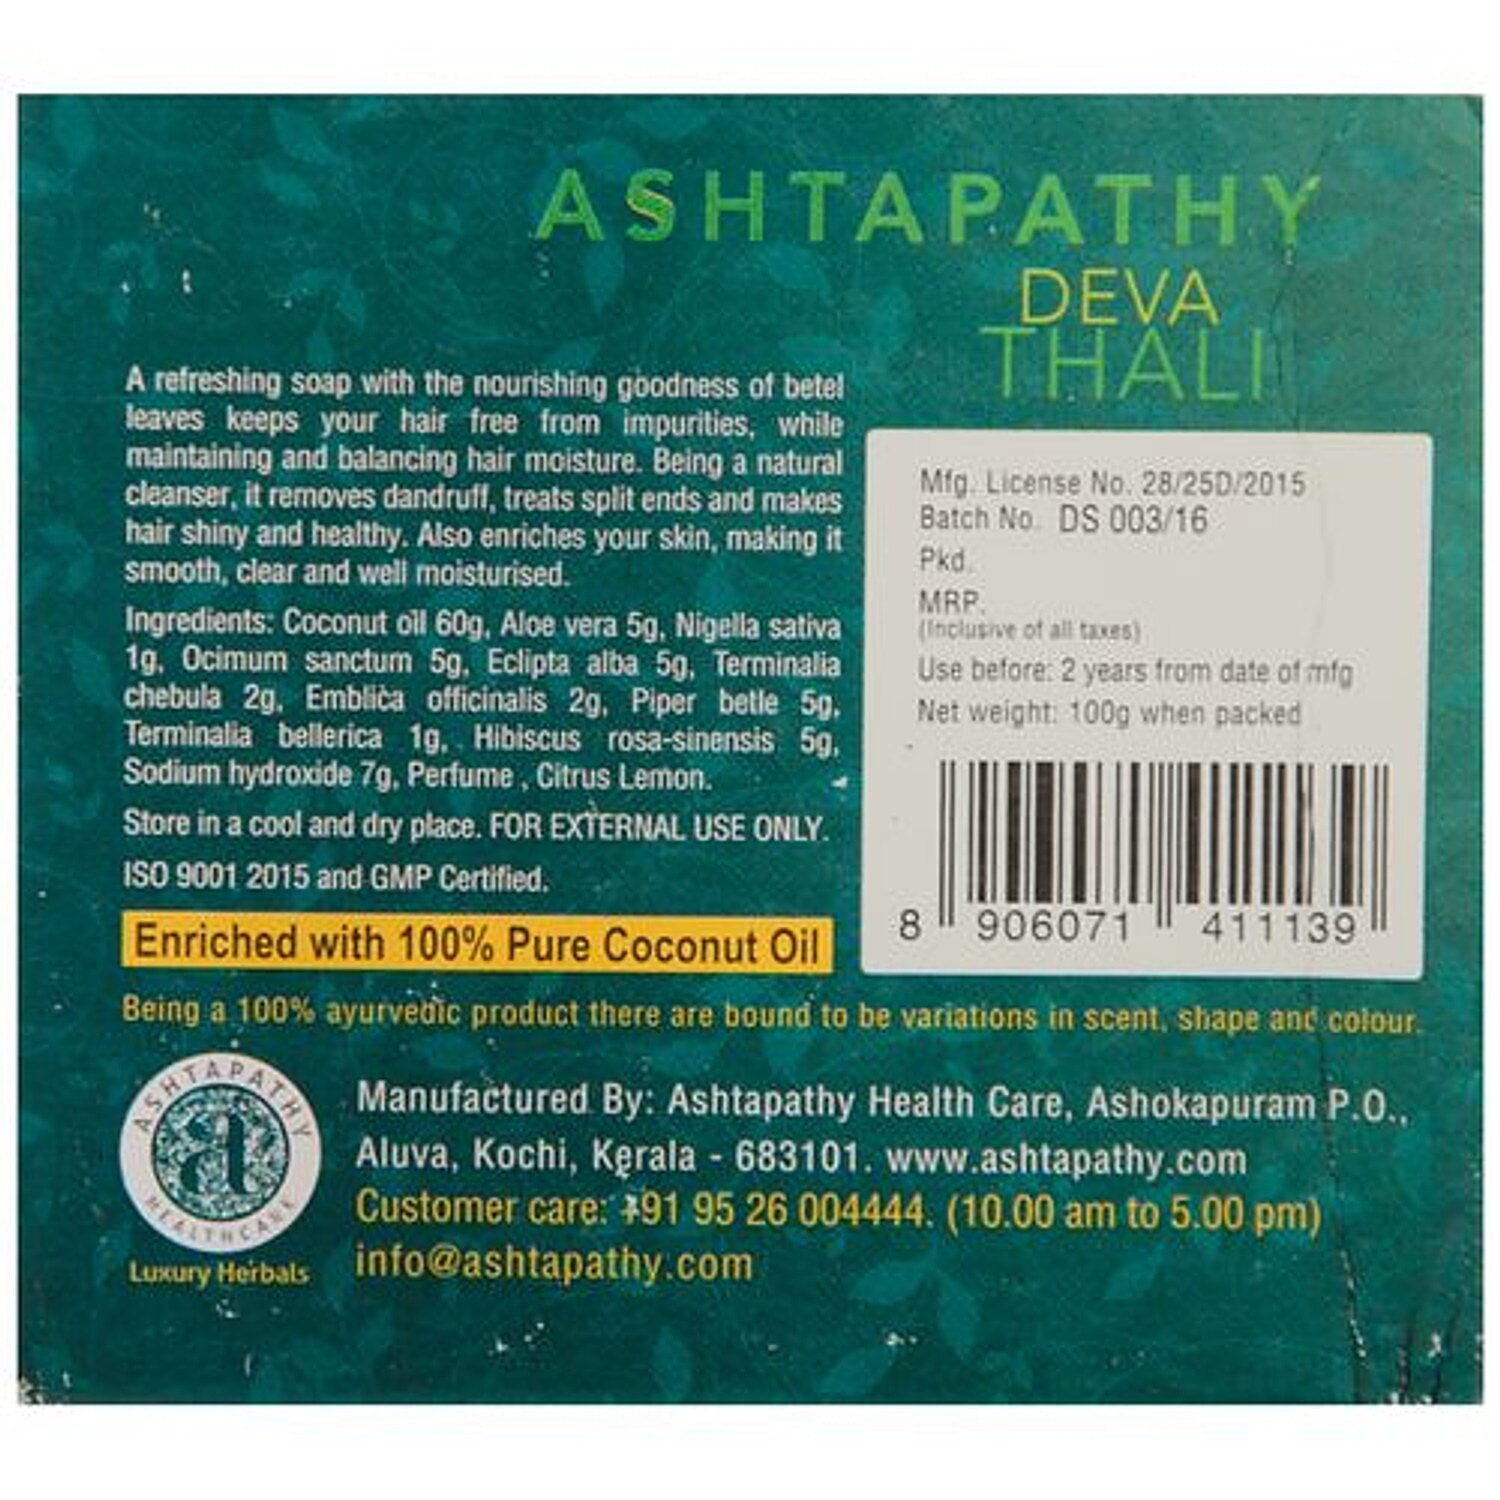 ASHTAPATHY
DEVA
THALI
A refreshing soap with the nourishing goodness of betel
leaves keeps your hair free from impurities, while
maintaining and balancing hair moisture. Being a natural
cleanser, it removes dandruff, treats split ends and makes
hair shiny and healthy. Also enriches your skin, making it
smooth, clear and well moisturised.
Ingredients: Coconut oil 60g, Aloe vera 5g, Nigella sativa
1g, Ocimum sanctum 5g, Eclipta alba 5g, Terminalia
chebula 2g, Emblica officinalis 2g, Piper betle 5g,
Terminalia bellerica 1g, Hibiscus rosa-sinensis 5g,
Sodium hydroxide 7g, Perfume , Citrus Lemon.
Store in a cool and dry place. FOR EXTERNAL USE ONLY.
ISO 9001 2015 and GMP Certified.
Enriched with 100% Pure Coconut Oil
Mfg. License No. 28/25D/2015
Batch No. DS 003/16
Pkd.
MRP.
(Inclusive of all taxes)
Use before: 2 years from date of mfg
Net weight: 100g when packed
8 906071 411139
Being a 100% ayurvedic product there are bound to be variations in scent, shape and colour.
ASHTAPATHY
a
HEALTHCARE
Luxury Herbals
Manufactured By: Ashtapathy Health Care, Ashokapuram P.O.,
Aluva, Kochi, Kerala - 683101. www.ashtapathy.com
Customer care: +91 95 26 004444. (10.00 am to 5.00 pm)
info@ashtapathy.com